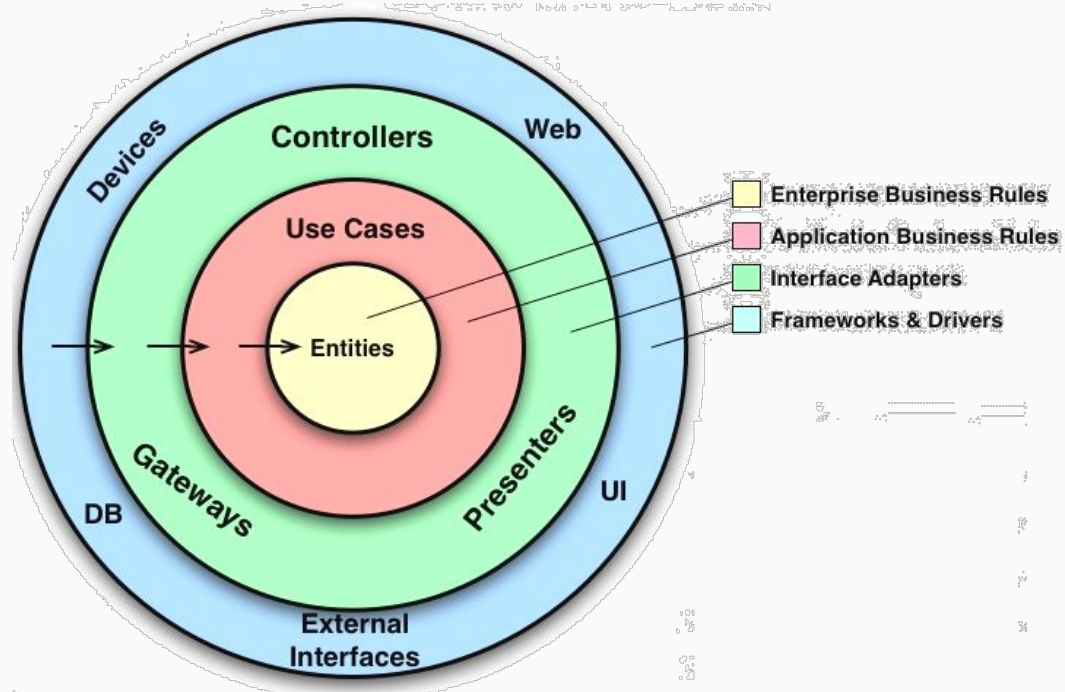 Devices
Controllers
Web
Use Cases
Entities
Gateways
Presenters
DB
UI
External
Interfaces
Enterprise Business Rules
Application Business Rules
Interface Adapters
Frameworks & Drivers